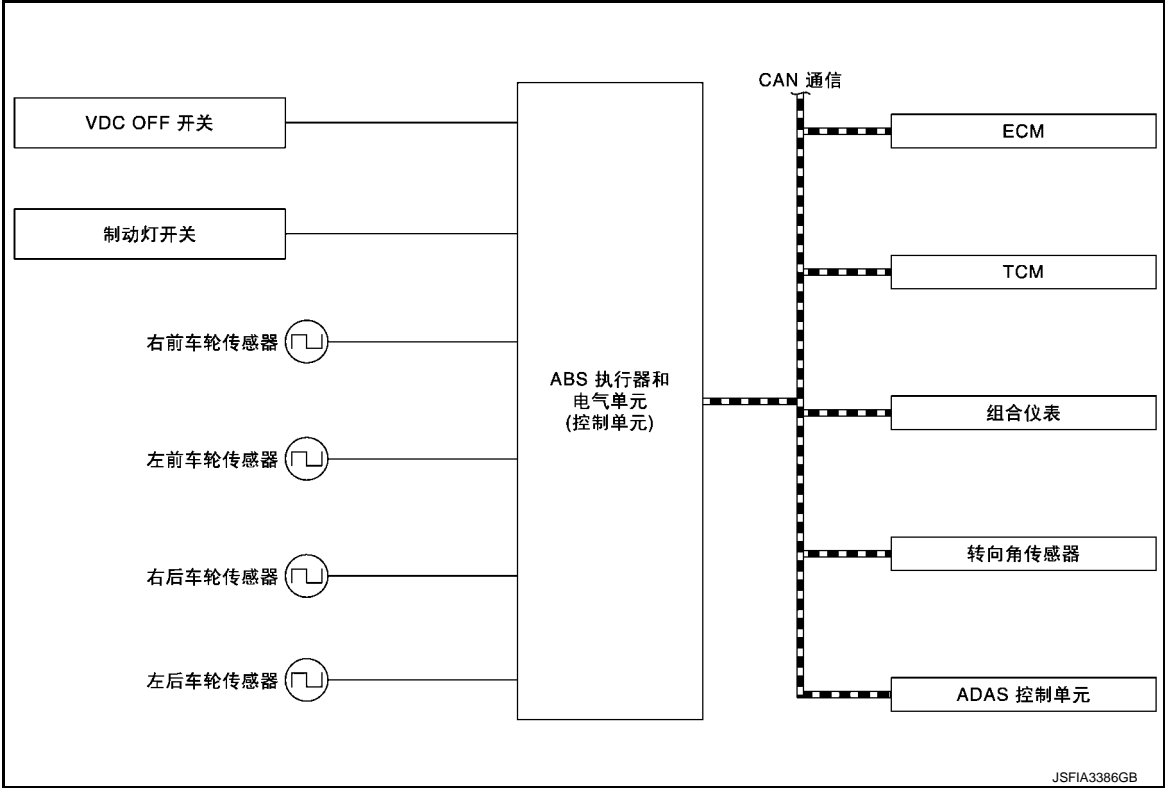 CAN 通信
VDC OFF 开关
ECM
制动灯开关
TCM
右前车轮传感器
ABS 执行器和
电气单元
(控制单元)
组合仪表
左前车轮传感器
转向角传感器
右后车轮传感器
左后车轮传感器
ADAS 控制单元
JSFIA3386GB